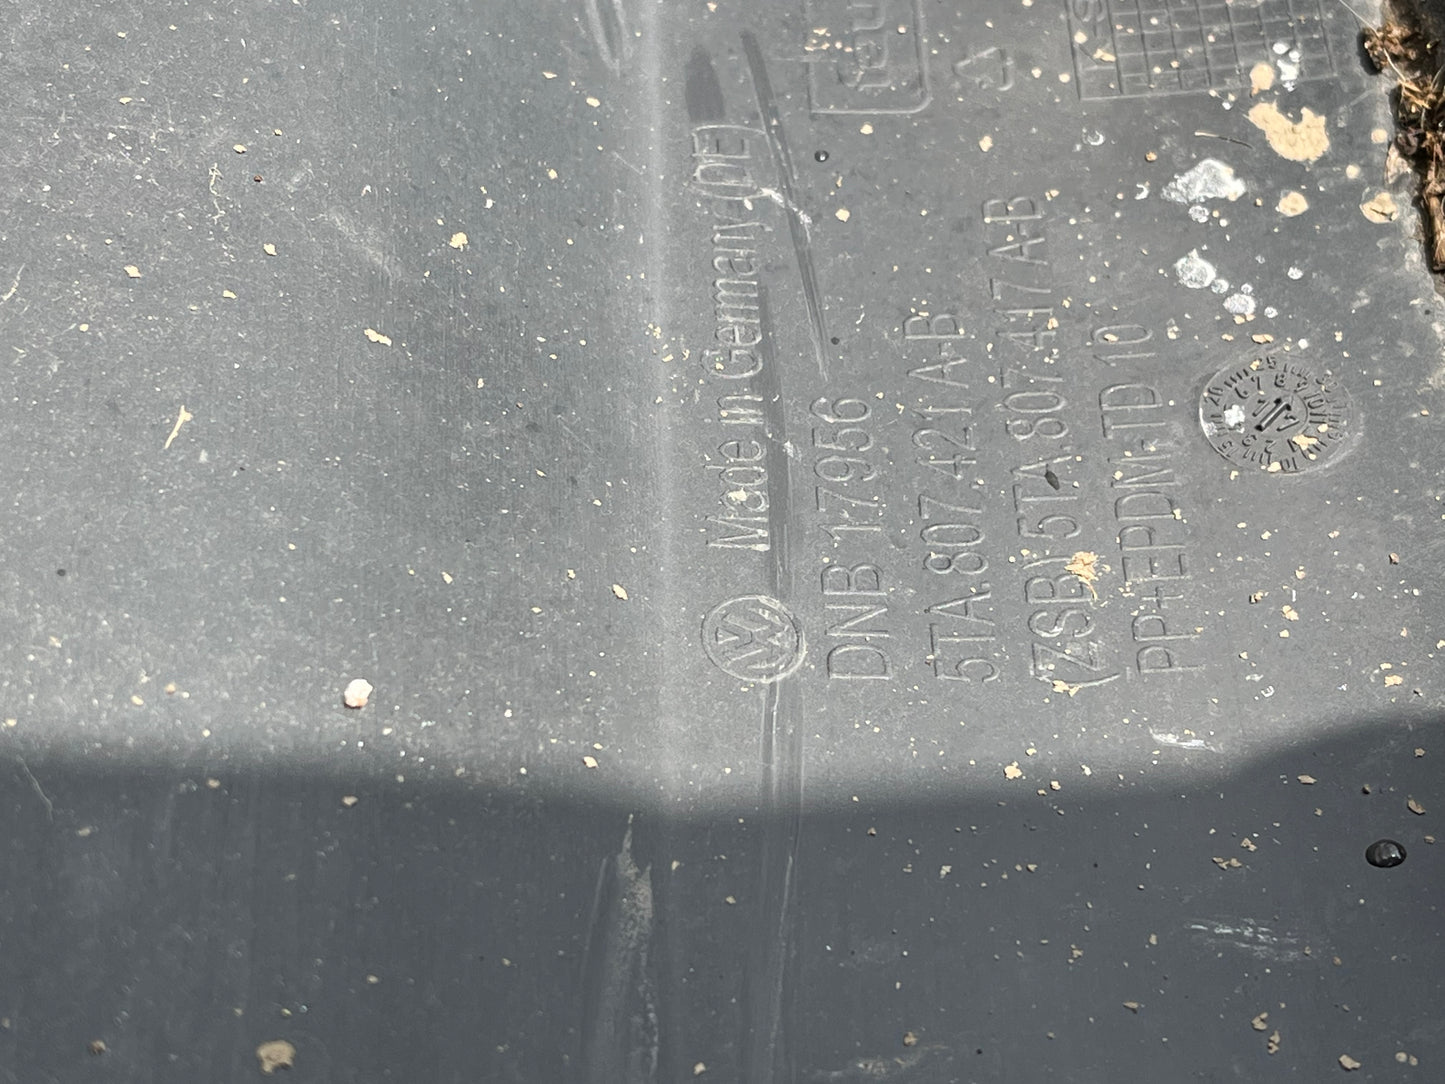 Made in Germany (DE)
DNB 17956
5TA 807.421 A-B
(ZSB) 5TA 807.417 A-B
PP+EPDM-TD 10